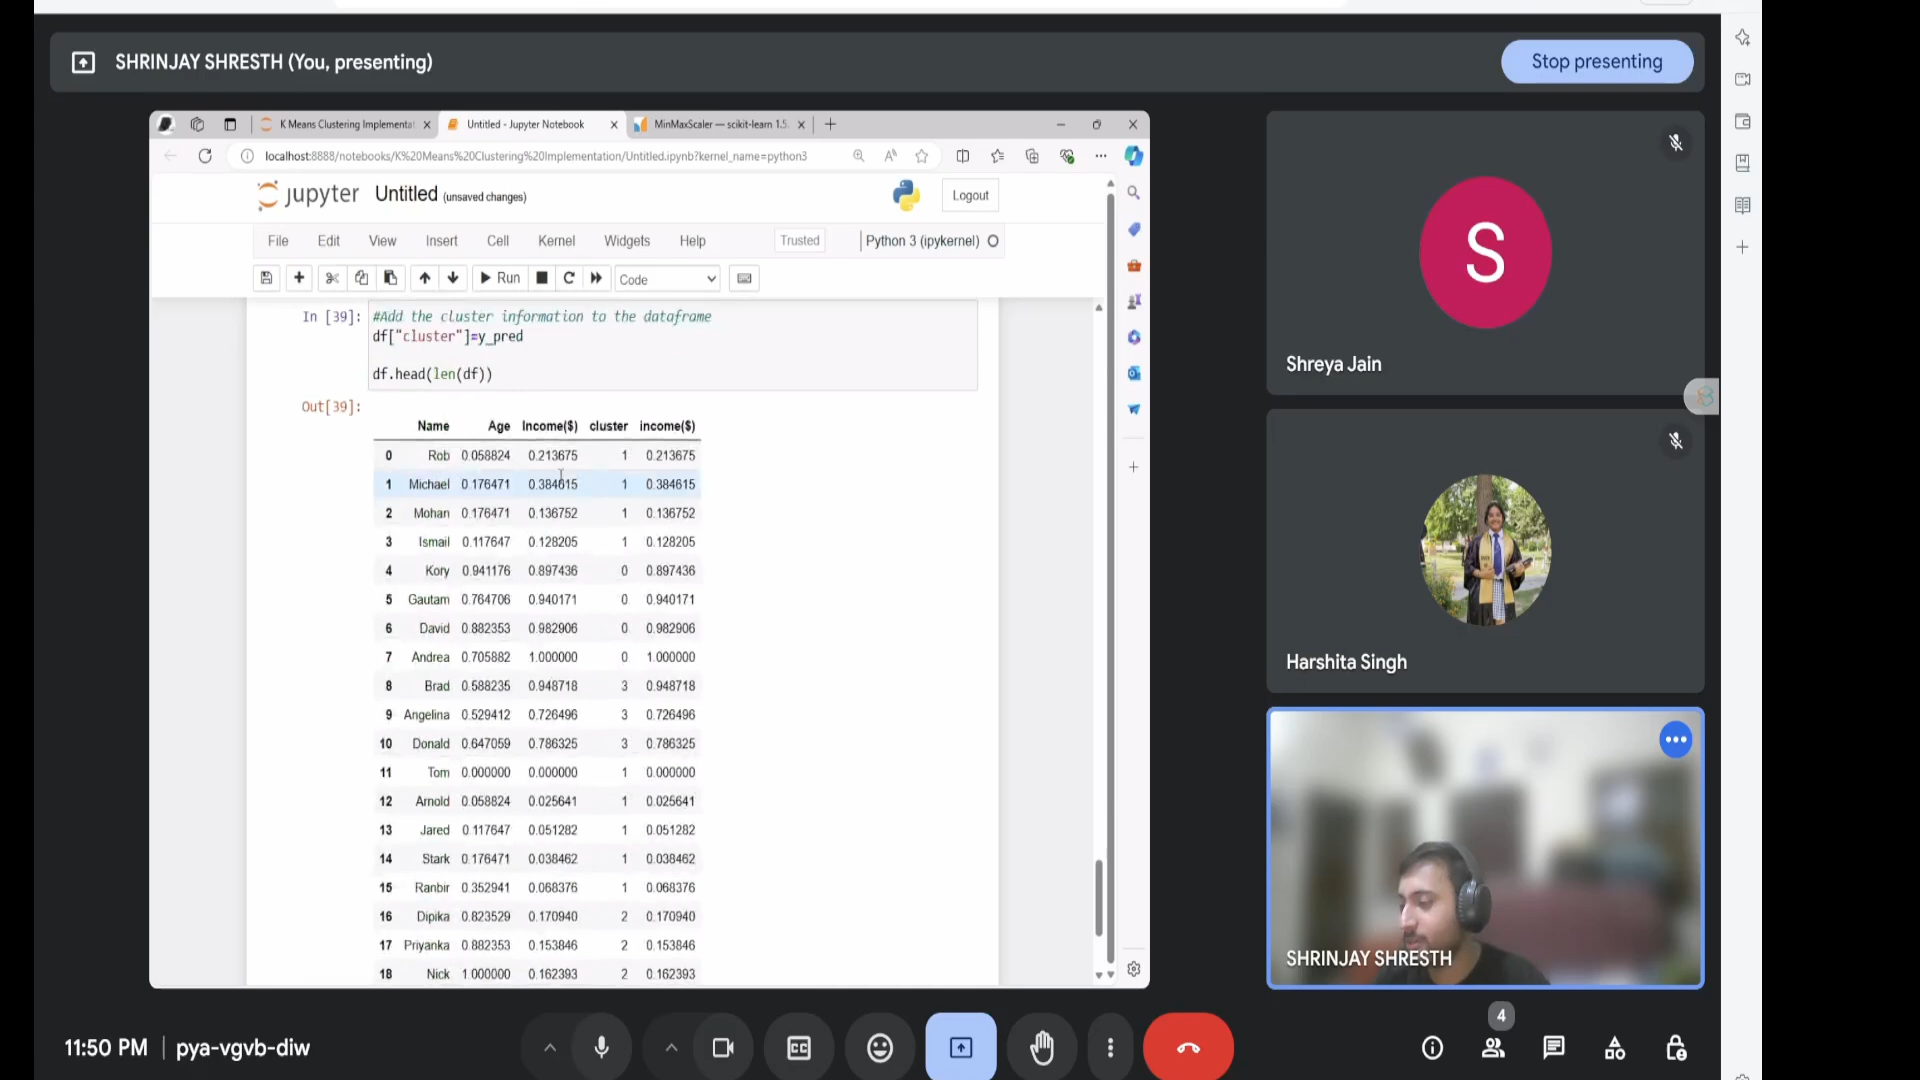 SHRINJAY SHRESTH (You, presenting)
Stop presenting
K Means Clustering Implementat
Untitled - Jupyter Notebook
MinMaxScaler — scikit-learn 1.5.
localhost:8888/notebooks/K%20Means%20Clustering%20Implementation/Untitled.ipynb?kernel_name=python3
jupyter Untitled (unsaved changes)
Logout
File Edit View Insert Cell Kernel Widgets Help
Trusted
Python 3 (ipykernel)
Run
Code
In [39]: #Add the cluster information to the dataframe
df["cluster"]=y_pred
df.head(len(df))
Out[39]:
Name Age Income($) cluster income($)
0 Rob 0.058824 0.213675 1 0.213675
1 Michael 0.176471 0.384615 1 0.384615
2 Mohan 0.176471 0.136752 1 0.136752
3 Ismail 0.117647 0.128205 1 0.128205
4 Kory 0.941176 0.897436 0 0.897436
5 Gautam 0.764706 0.940171 0 0.940171
6 David 0.882353 0.982906 0 0.982906
7 Andrea 0.705882 1.000000 0 1.000000
8 Brad 0.588235 0.948718 3 0.948718
9 Angelina 0.529412 0.726496 3 0.726496
10 Donald 0.647059 0.786325 3 0.786325
11 Tom 0.000000 0.000000 1 0.000000
12 Arnold 0.058824 0.025641 1 0.025641
13 Jared 0.117647 0.051282 1 0.051282
14 Stark 0.176471 0.038462 1 0.038462
15 Ranbir 0.352941 0.068376 1 0.068376
16 Dipika 0.823529 0.170940 2 0.170940
17 Priyanka 0.882353 0.153846 2 0.153846
18 Nick 1.000000 0.162393 2 0.162393
S
Shreya Jain
Harshita Singh
SHRINJAY SHRESTH
11:50 PM | pya-vgvb-diw
CC
4